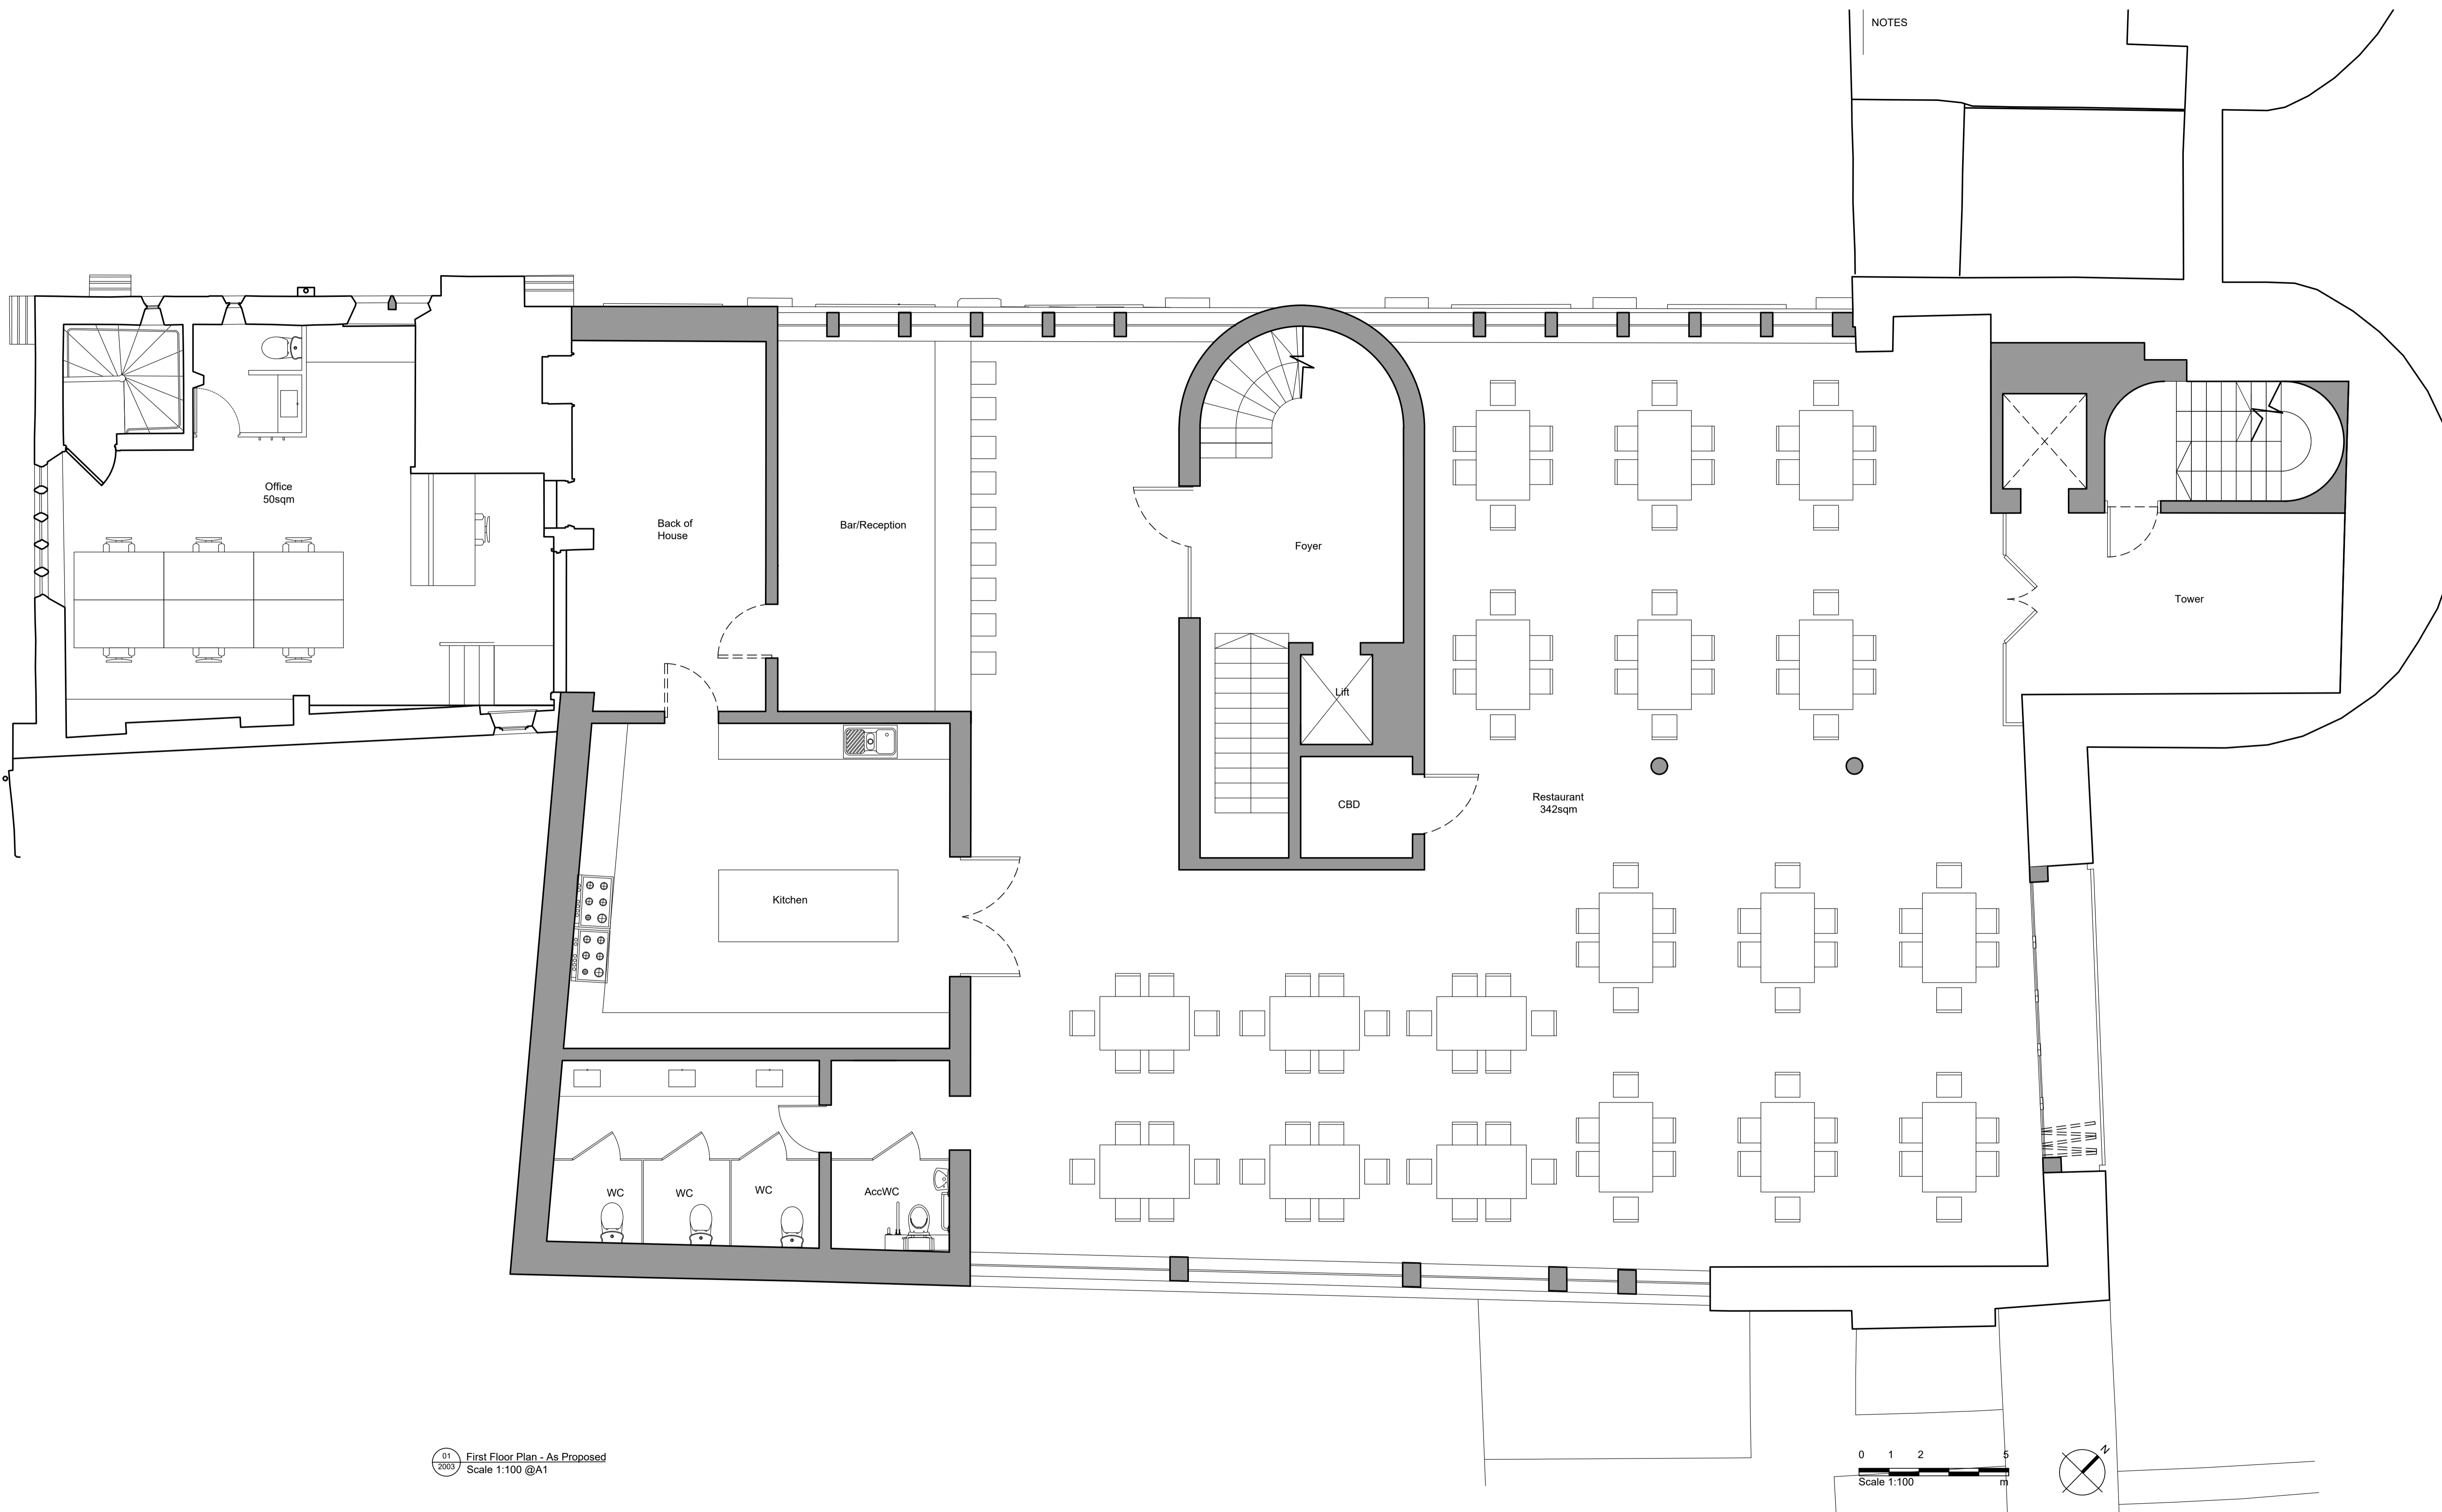 NOTES
Office
50sqm
Back of
House
Bar/Reception
Foyer
Tower
Lift
Restaurant
342sqm
CBD
Kitchen
WC
WC
WC
AccWC
01
2003
First Floor Plan - As Proposed
Scale 1:100 @A1
0 1 2 5
Scale 1:100 m
N